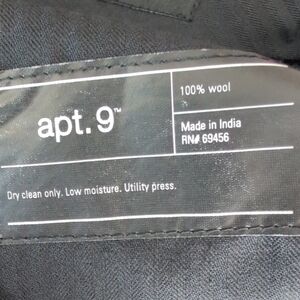 apt. 9™
100% wool
Made in India
RN# 69456
Dry clean only. Low moisture. Utility press.